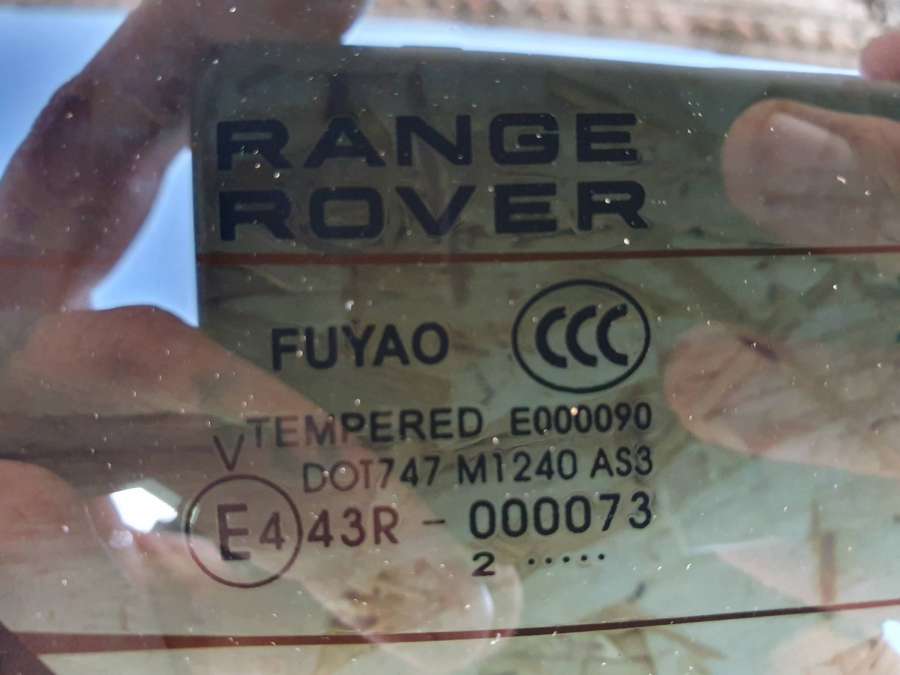 RANGE
ROVER
FUYAO CCC
TEMPERED E000090
V DOT747 M1240 AS3
E4 43R - 000073
2 .....